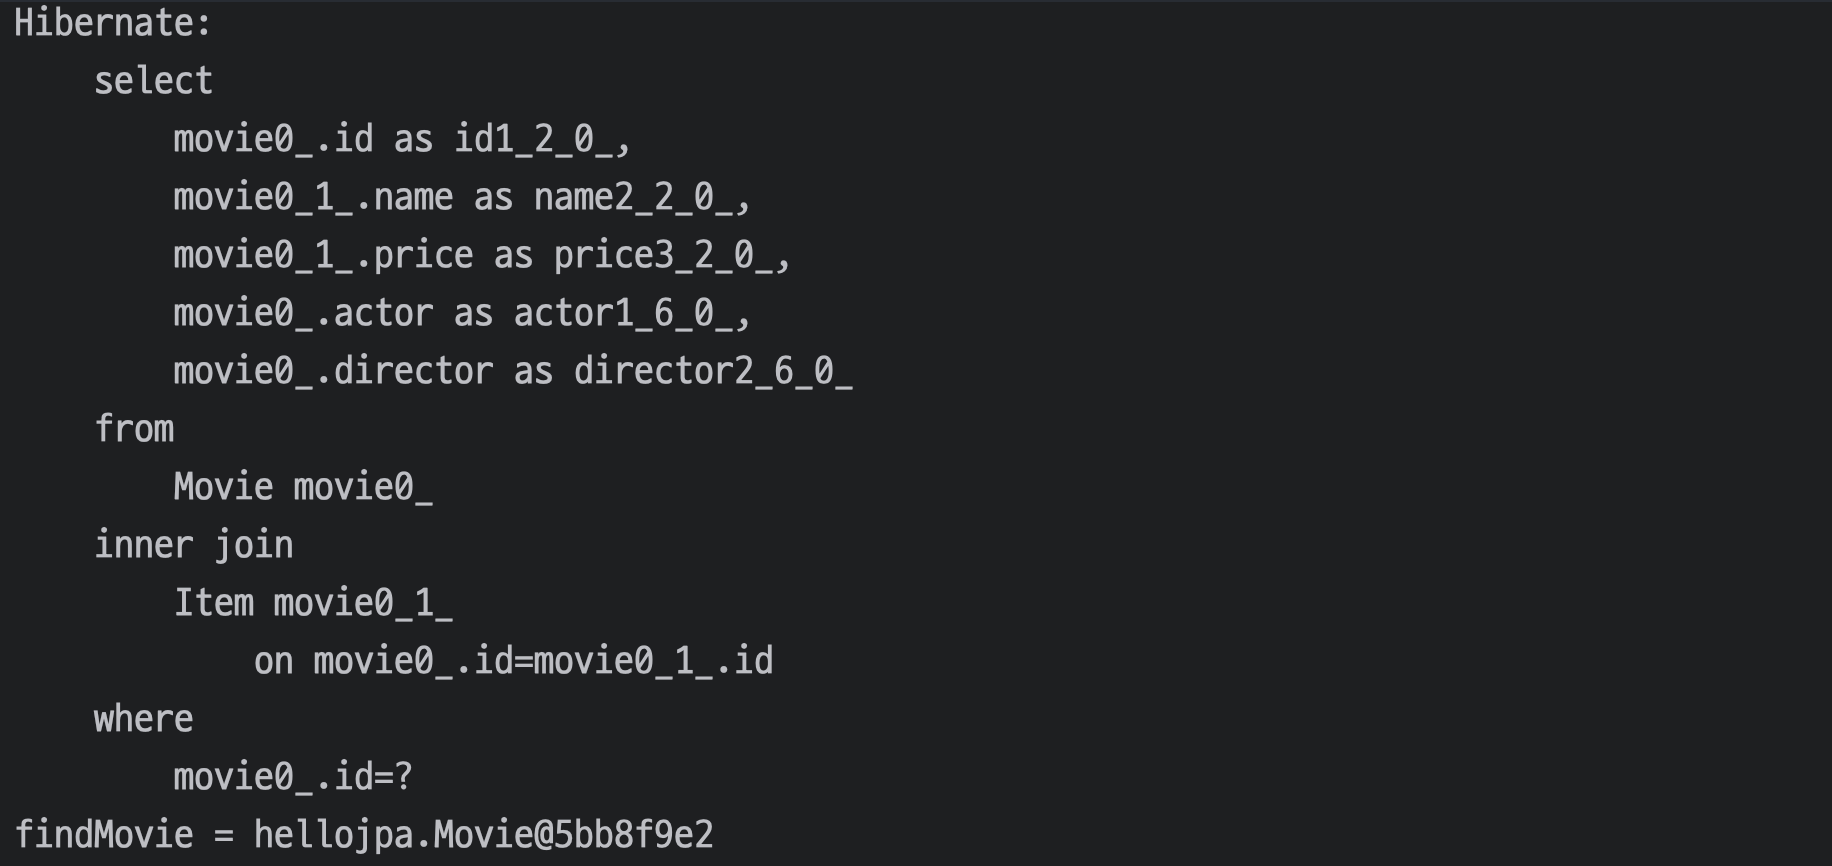 Hibernate:
    select
        movie0_.id as id1_2_0_,
        movie0_1_.name as name2_2_0_,
        movie0_1_.price as price3_2_0_,
        movie0_.actor as actor1_6_0_,
        movie0_.director as director2_6_0_
    from
        Movie movie0_
    inner join
        Item movie0_1_
            on movie0_.id=movie0_1_.id
    where
        movie0_.id=?
findMovie = hellojpa.Movie@5bb8f9e2